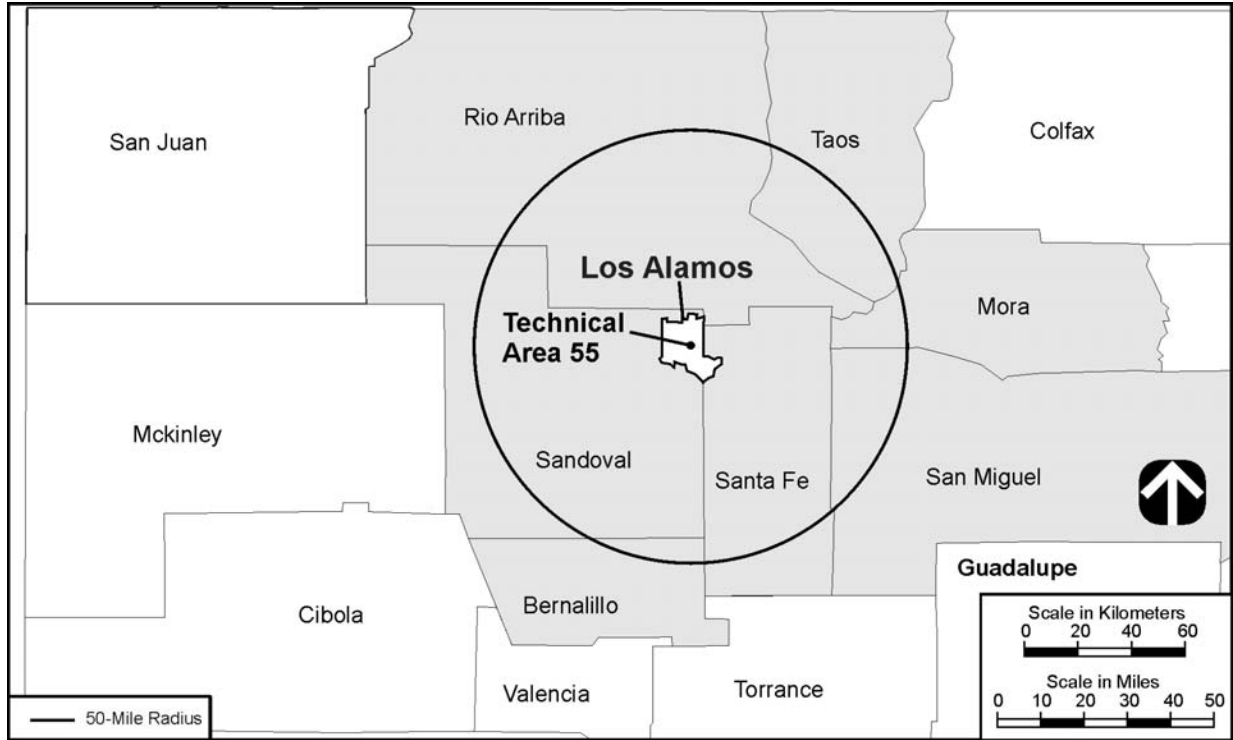 Rio Arriba
San Juan
Taos
Colfax
Los Alamos
Technical
Area 55
Mora
Mckinley
Sandoval
Santa Fe
San Miguel
Guadalupe
Cibola
Bernalillo
Valencia
Torrance
50-Mile Radius
Scale in Kilometers
0 20 40 60
Scale in Miles
0 10 20 30 40 50